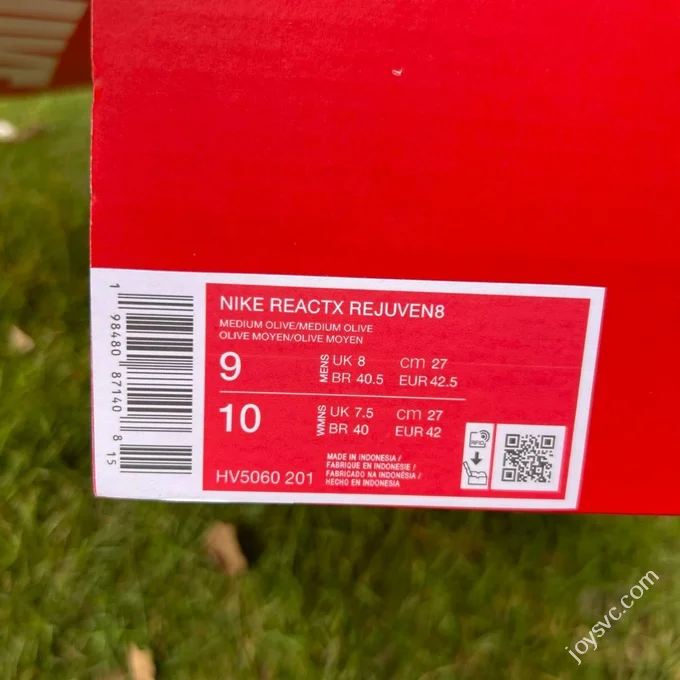 NIKE REACTX REJUVEN8
MEDIUM OLIVE/MEDIUM OLIVE
OLIVE MOYEN/OLIVE MOYEN
9 MENS UK 8 cm 27
BR 40.5 EUR 42.5
10 WMNS UK 7.5 cm 27
BR 40 EUR 42
HV5060 201
MADE IN INDONESIA /
FABRIQUE EN INDONESIE /
FABRICADO NA INDONÉSIA /
HECHO EN INDONESIA
RFID
1 98480 87140 8 15
joysvc.com